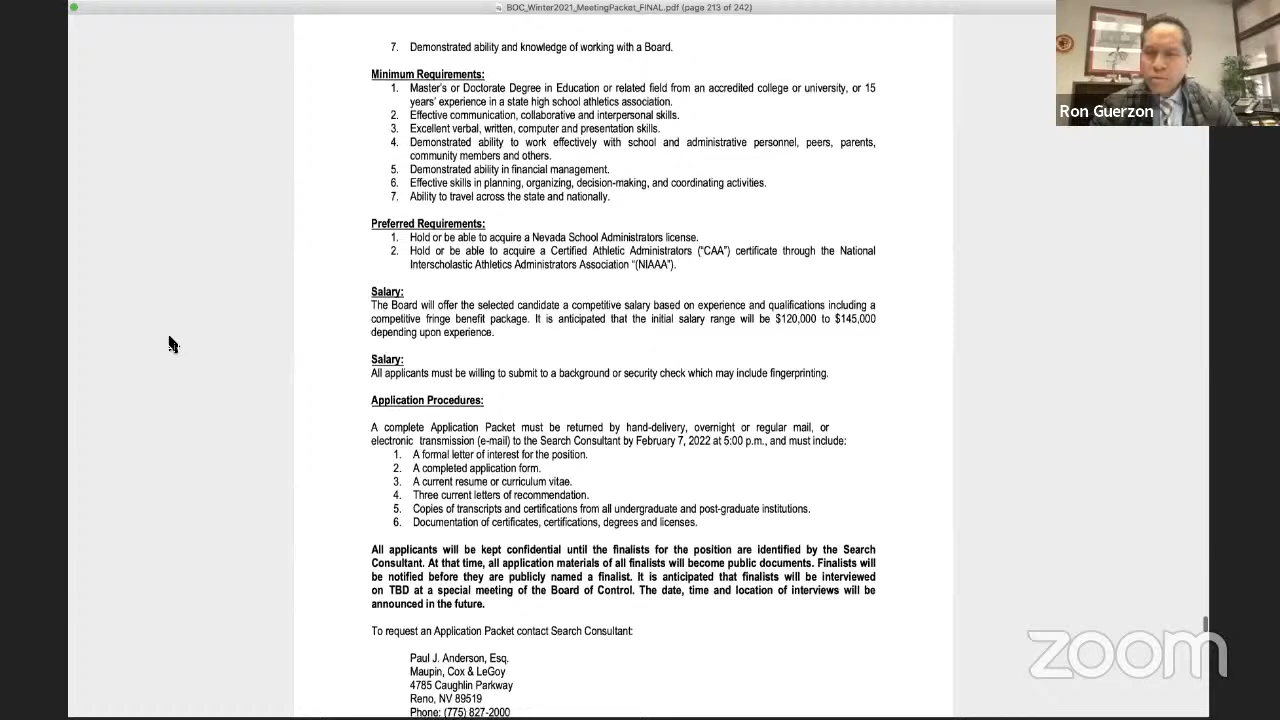 BOC_Winter2021_MeetingPacket_FINAL.pdf (page 213 of 242)
7. Demonstrated ability and knowledge of working with a Board.
Minimum Requirements:
1. Master's or Doctorate Degree in Education or related field from an accredited college or university, or 15
years' experience in a state high school athletics association.
2. Effective communication, collaborative and interpersonal skills.
3. Excellent verbal, written, computer and presentation skills.
4. Demonstrated ability to work effectively with school and administrative personnel, peers, parents,
community members and others.
5. Demonstrated ability in financial management.
6. Effective skills in planning, organizing, decision-making, and coordinating activities.
7. Ability to travel across the state and nationally.
Preferred Requirements:
1. Hold or be able to acquire a Nevada School Administrators license.
2. Hold or be able to acquire a Certified Athletic Administrators ("CAA") certificate through the National
Interscholastic Athletics Administrators Association "(NIAAA").
Salary:
The Board will offer the selected candidate a competitive salary based on experience and qualifications including a
competitive fringe benefit package. It is anticipated that the initial salary range will be $120,000 to $145,000
depending upon experience.
Salary:
All applicants must be willing to submit to a background or security check which may include fingerprinting.
Application Procedures:
A complete Application Packet must be returned by hand-delivery, overnight or regular mail, or
electronic transmission (e-mail) to the Search Consultant by February 7, 2022 at 5:00 p.m., and must include:
1. A formal letter of interest for the position.
2. A completed application form.
3. A current resume or curriculum vitae.
4. Three current letters of recommendation.
5. Copies of transcripts and certifications from all undergraduate and post-graduate institutions.
6. Documentation of certificates, certifications, degrees and licenses.
All applicants will be kept confidential until the finalists for the position are identified by the Search
Consultant. At that time, all application materials of all finalists will become public documents. Finalists will
be notified before they are publicly named a finalist. It is anticipated that finalists will be interviewed
on TBD at a special meeting of the Board of Control. The date, time and location of interviews will be
announced in the future.
To request an Application Packet contact Search Consultant:
Paul J. Anderson, Esq.
Maupin, Cox & LeGoy
4785 Caughlin Parkway
Reno, NV 89519
Phone: (775) 827-2000
Ron Guerzon
zoom